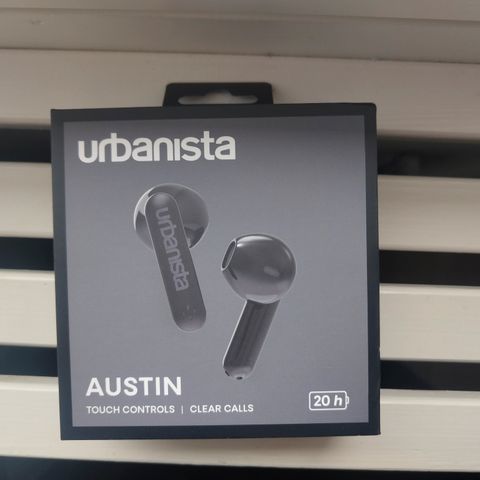 urbanista
urbanista
AUSTIN
TOUCH CONTROLS | CLEAR CALLS
20 h